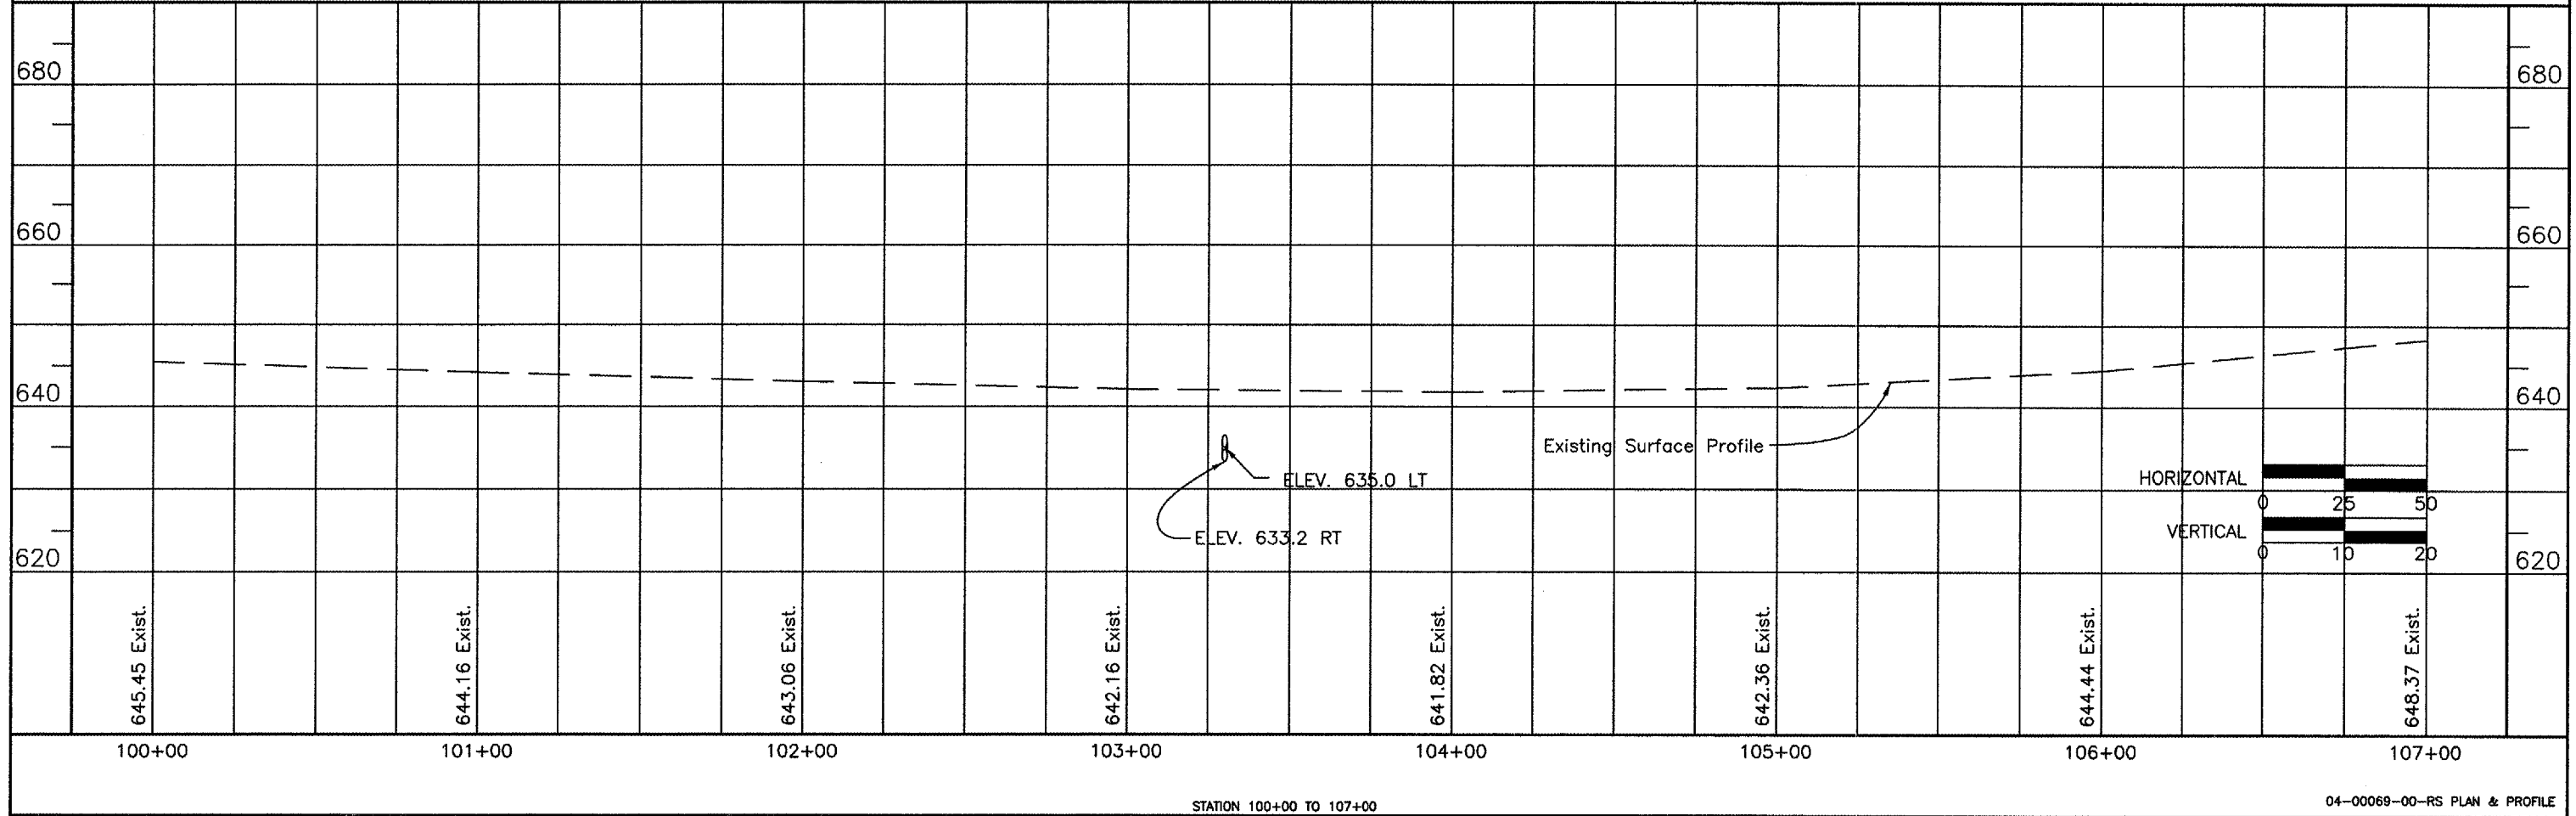 680 680
660 660
640 640
Existing Surface Profile
ELEV. 635.0 LT
HORIZONTAL
0 25 50
ELEV. 633.2 RT
VERTICAL
0 10 20
620 620
645.45 Exist.
644.16 Exist.
643.06 Exist.
642.16 Exist.
641.82 Exist.
642.36 Exist.
644.44 Exist.
648.37 Exist.
100+00 101+00 102+00 103+00 104+00 105+00 106+00 107+00
STATION 100+00 TO 107+00
04-00069-00-RS PLAN & PROFILE